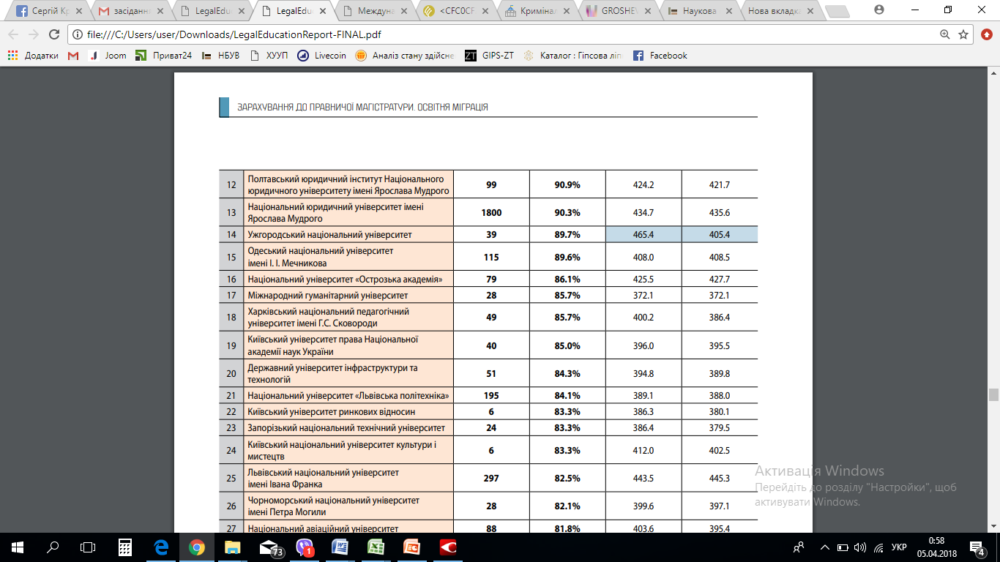 Сергій Кр
засідання
LegalEdu
LegalEdu
Междуна
<CFC0CF
Криміна
GROSHEV
Наукова
Нова вкладка
file:///C:/Users/user/Downloads/LegalEducationReport-FINAL.pdf
Додатки
Joom
Приват24
НБУВ
ХУУП
Livecoin
Аналіз стану здійсне
ZT GIPS-ZT
Каталог : Гіпсова ліп
Facebook
ЗАРАХУВАННЯ ДО ПРАВНИЧОЇ МАГІСТРАТУРИ. ОСВІТНЯ МІГРАЦІЯ
12 Полтавський юридичний інститут Національного
юридичного університету імені Ярослава Мудрого 99 90.9% 424.2 421.7
13 Національний юридичний університет імені
Ярослава Мудрого 1800 90.3% 434.7 435.6
14 Ужгородський національний університет 39 89.7% 465.4 405.4
15 Одеський національний університет
імені І. І. Мечникова 115 89.6% 408.0 408.5
16 Національний університет «Острозька академія» 79 86.1% 425.5 427.7
17 Міжнародний гуманітарний університет 28 85.7% 372.1 372.1
18 Харківський національний педагогічний
університет імені Г.С. Сковороди 49 85.7% 400.2 386.4
19 Київський університет права Національної
академії наук України 40 85.0% 396.0 395.5
20 Державний університет інфраструктури та
технологій 51 84.3% 394.8 389.8
21 Національний університет «Львівська політехніка» 195 84.1% 389.1 388.0
22 Київський університет ринкових відносин 6 83.3% 386.3 380.1
23 Запорізький національний технічний університет 24 83.3% 386.4 379.5
24 Київський національний університет культури і
мистецтв 6 83.3% 412.0 402.5
25 Львівський національний університет
імені Івана Франка 297 82.5% 443.5 445.3
26 Чорноморський національний університет
імені Петра Могили 28 82.1% 399.6 397.1
27 Національний авіаційний університет 88 81.8% 403.6 395.4
Активація Windows
Перейдіть до розділу "Настройки", щоб
активувати Windows.
73
1
УКР
0:58
05.04.2018
4